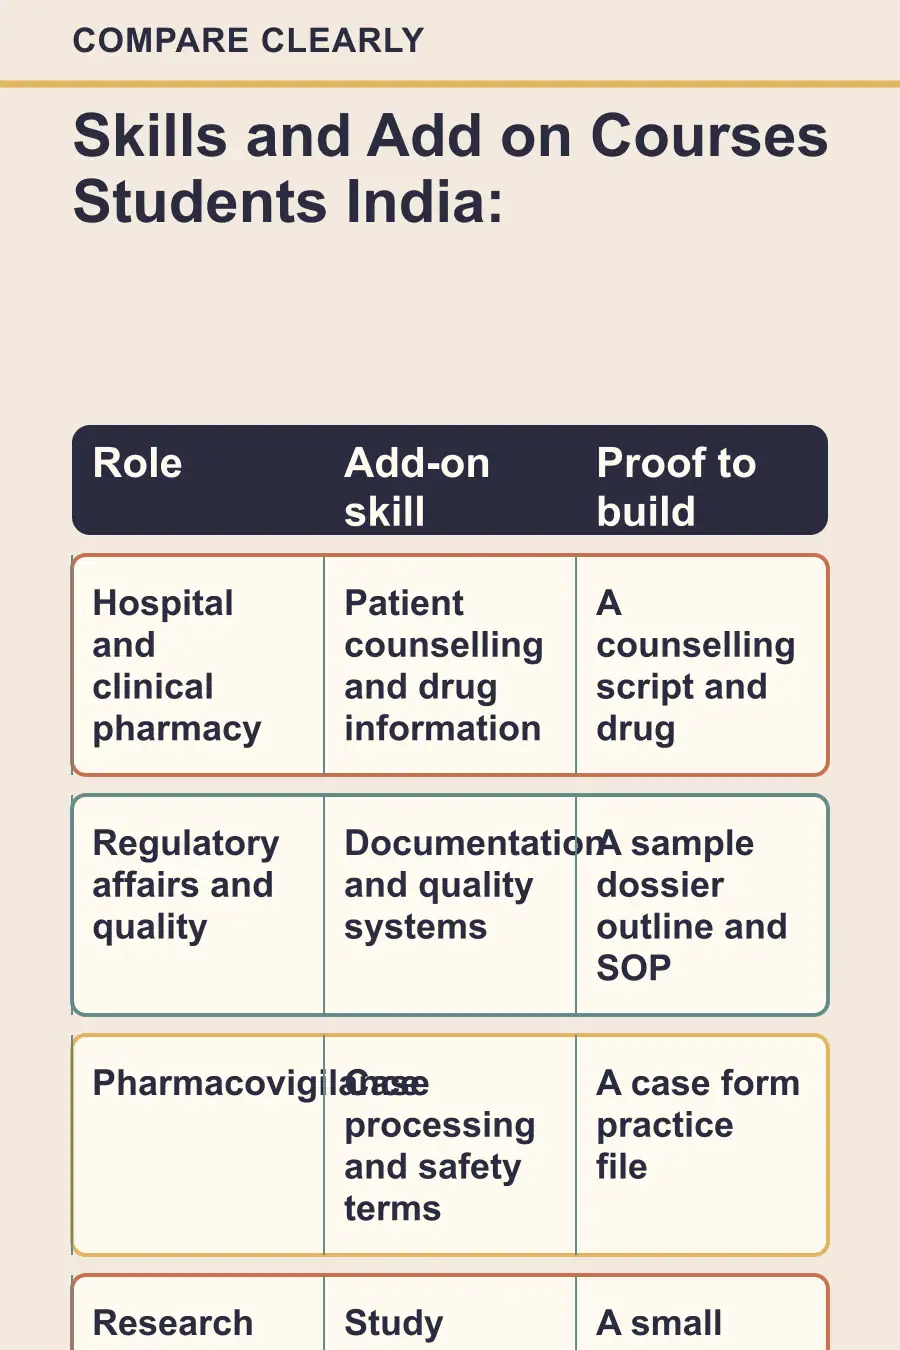 COMPARE CLEARLY
Skills and Add on Courses
Students India:
Role
Add-on
skill
Proof to
build
Hospital
and
clinical
pharmacy
Patient
counselling
and drug
information
A
counselling
script and
drug
Regulatory
affairs and
quality
Documentation
and quality
systems
A sample
dossier
outline and
SOP
Pharmacovigilance
Case
processing
and safety
terms
A case form
practice
file
Research
Study
A small